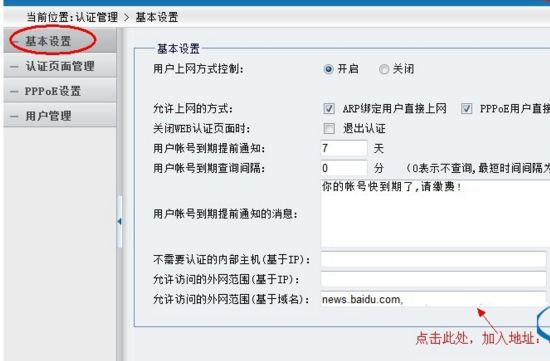 当前位置:认证管理 > 基本设置
基本设置
认证页面管理
PPPoE设置
用户管理
基本设置
用户上网方式控制: 开启 关闭
允许上网的方式: ARP绑定用户直接上网 PPPoE用户直接
关闭WEB认证页面时: 退出认证
用户帐号到期提前通知: 7 天
用户帐号到期查询间隔: 0 分 (0表示不查询,最短时间间隔为
你的帐号快到期了,请缴费!
用户帐号到期提前通知的消息:
不需要认证的内部主机(基于IP):
允许访问的外网范围(基于IP):
允许访问的外网范围(基于域名): news.baidu.com,
点击此处，加入地址: